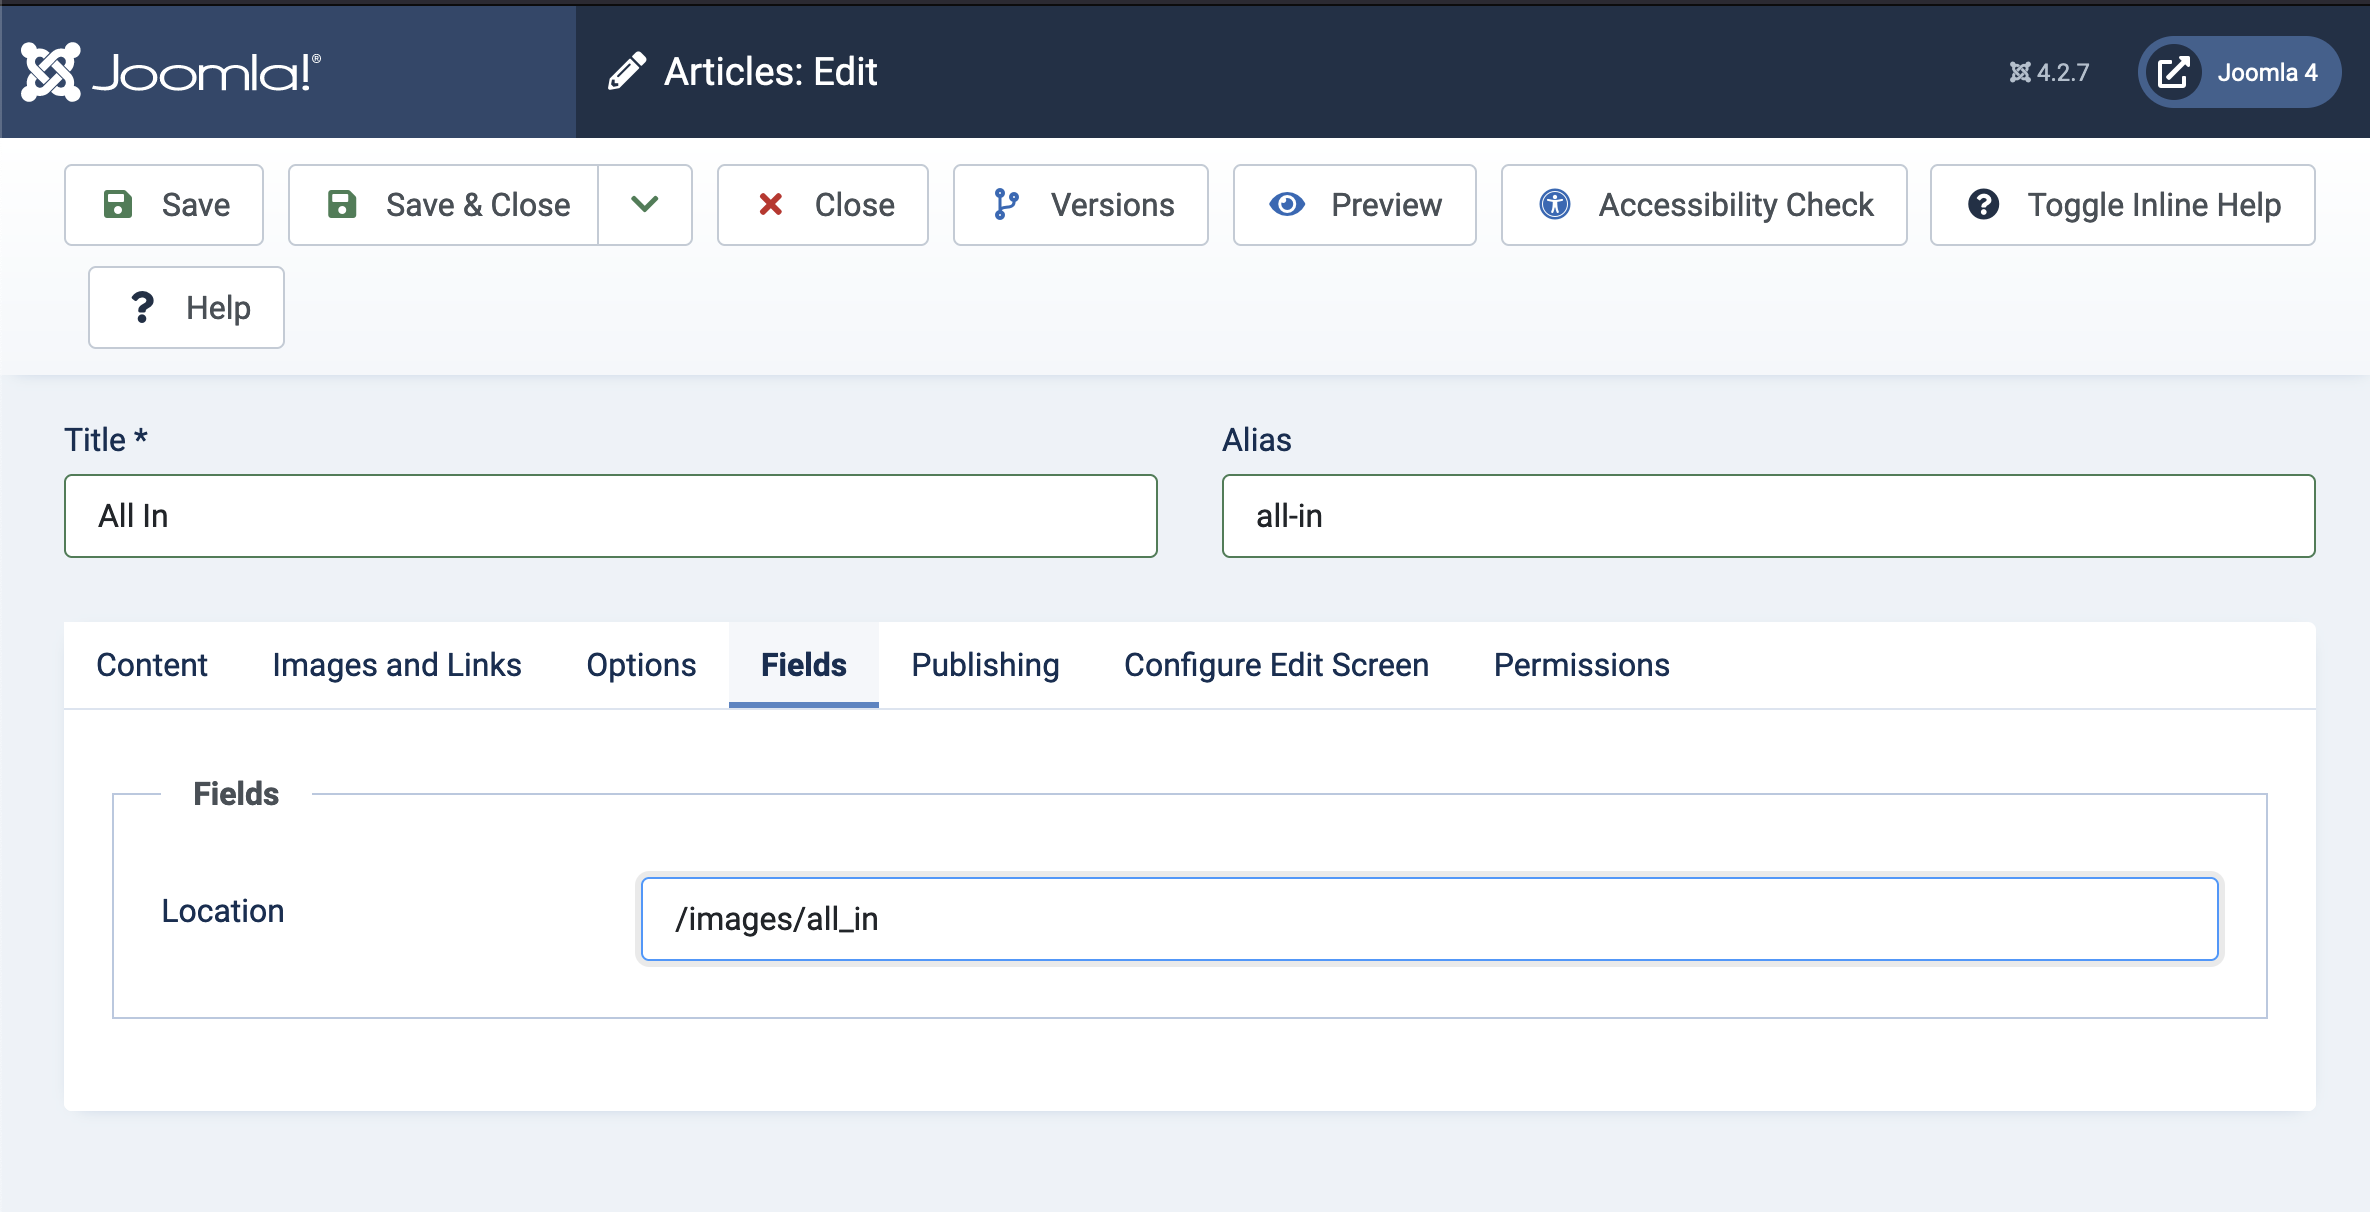 Joomla!® Articles: Edit 4.2.7 Joomla 4
Save Save & Close Close Versions Preview Accessibility Check Toggle Inline Help
Help
Title * Alias
All In all-in
Content Images and Links Options Fields Publishing Configure Edit Screen Permissions
Fields
Location /images/all_in